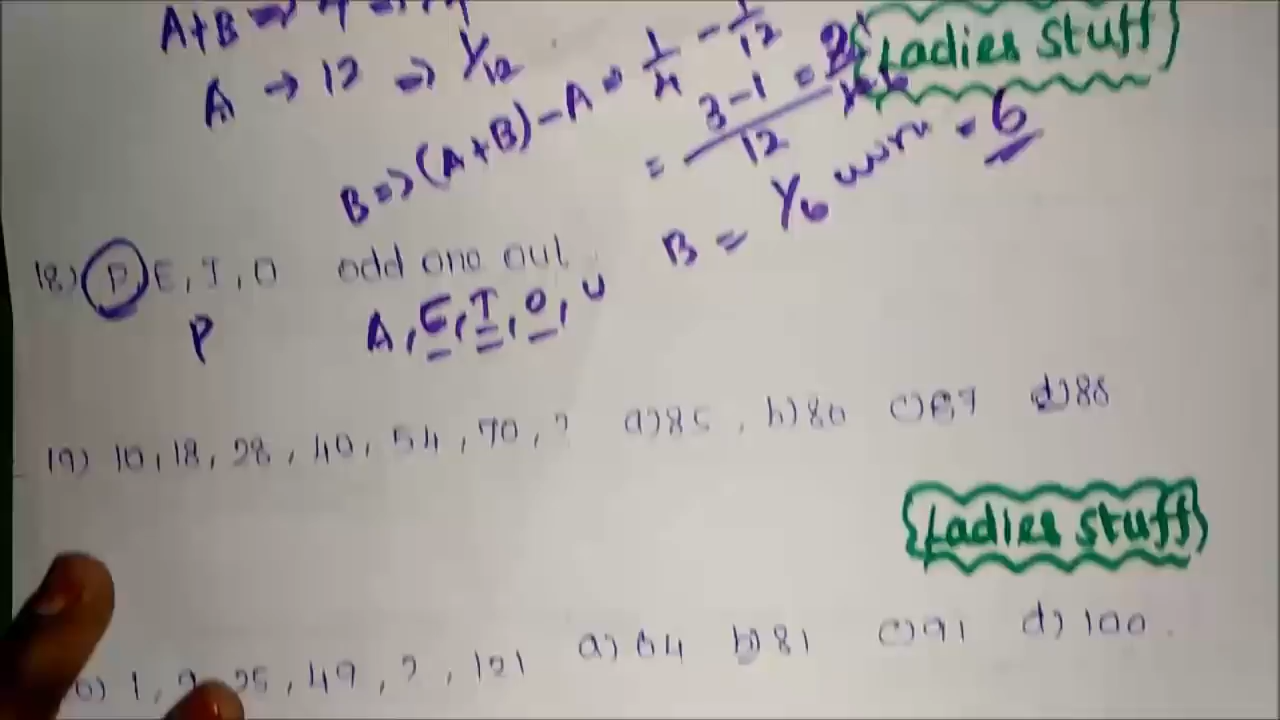 A+B => 4
A → 12 => 1/12
B => (A+B) - A => 1/4 - 1/12
= 3-1/12 = 2
B = 1/6 work = 6
{Ladies stuff}
18) P, E, I, O odd one out
P A, E, I, O, U
19) 10, 18, 28, 40, 54, 70, ? a) 85, b) 80 c) 87 d) 88
{Ladies stuff}
1, 9, 25, 49, ?, 121 a) 64 b) 81 c) 91 d) 100.